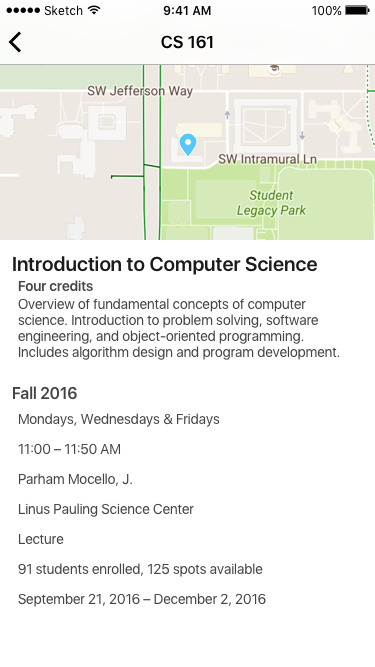 Sketch 9:41 AM 100%
CS 161
SW Jefferson Way
SW Intramural Ln
Student
Legacy Park
Introduction to Computer Science
Four credits
Overview of fundamental concepts of computer
science. Introduction to problem solving, software
engineering, and object-oriented programming.
Includes algorithm design and program development.
Fall 2016
Mondays, Wednesdays & Fridays
11:00 – 11:50 AM
Parham Mocello, J.
Linus Pauling Science Center
Lecture
91 students enrolled, 125 spots available
September 21, 2016 – December 2, 2016